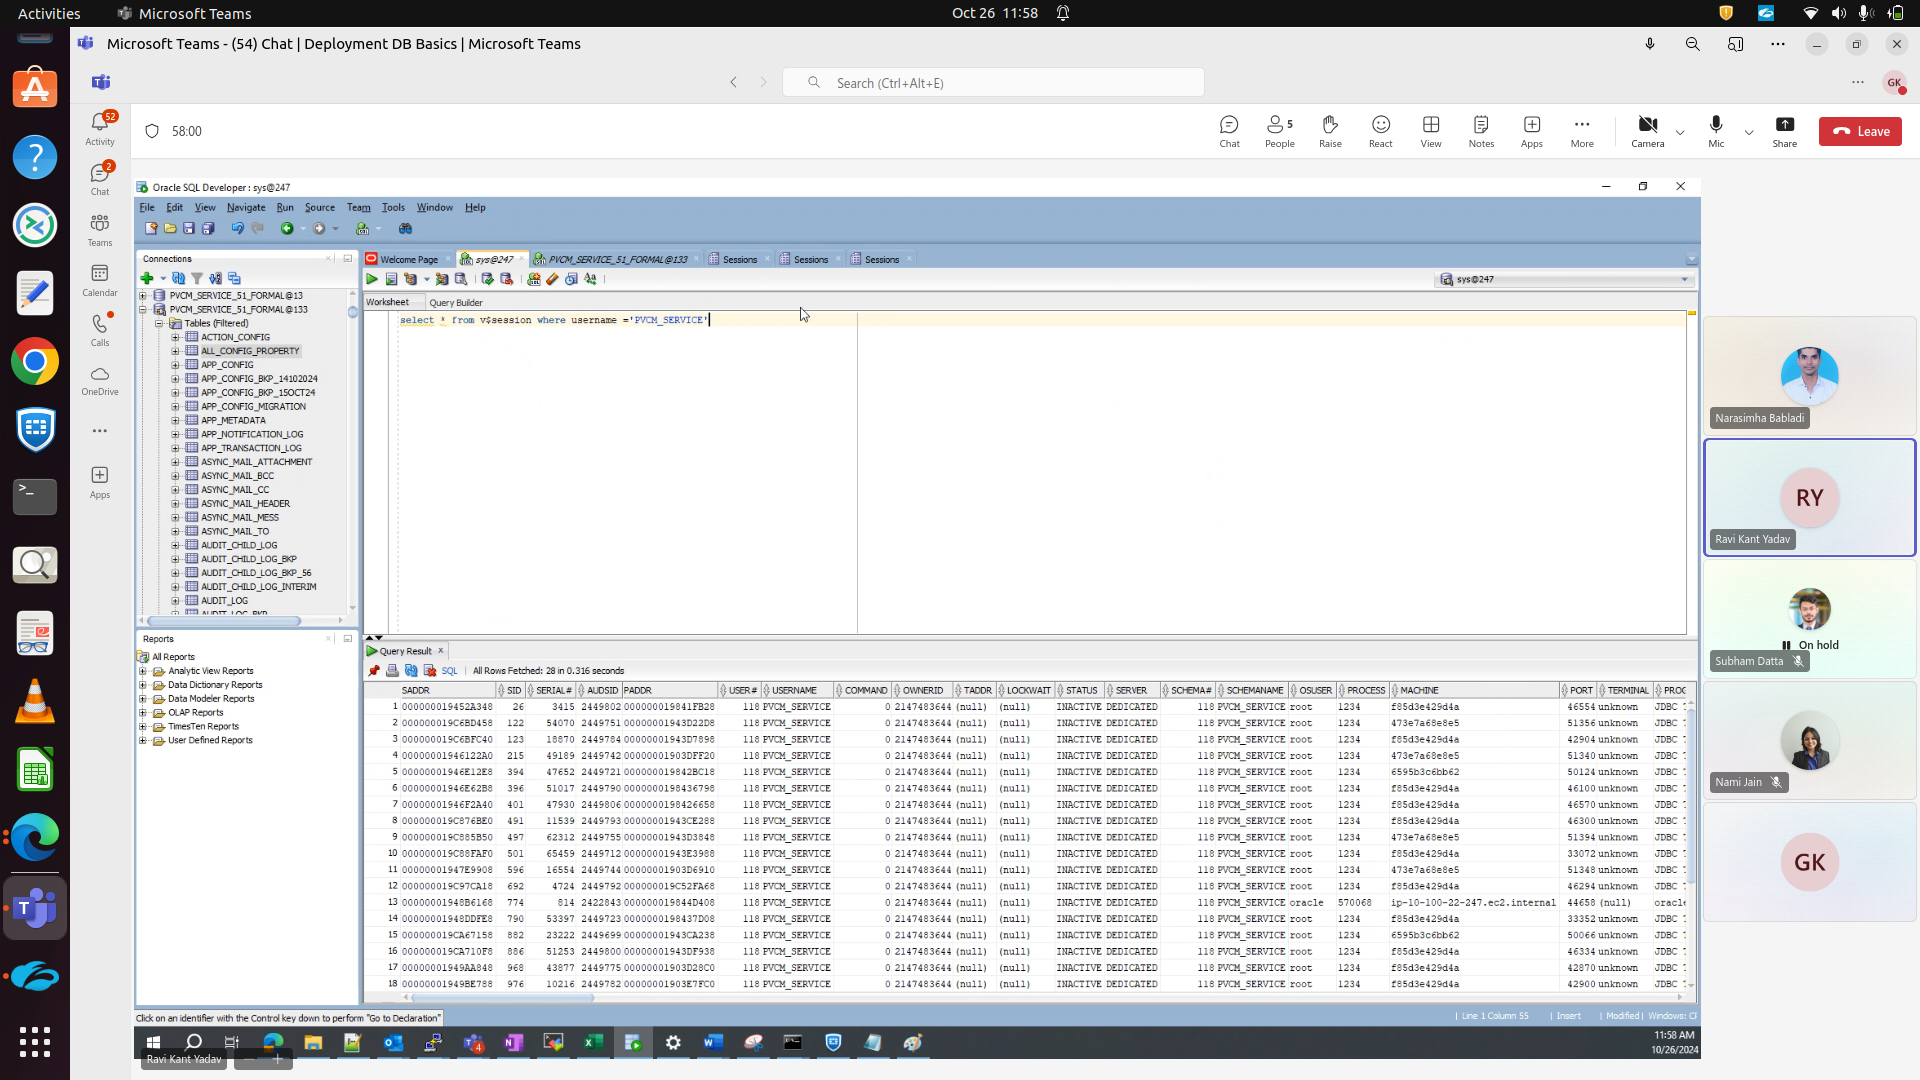 Activities
Microsoft Teams
Oct 26 11:58
Microsoft Teams - (54) Chat | Deployment DB Basics | Microsoft Teams
Search (Ctrl+Alt+E)
GK
52
Activity
2
Chat
Teams
Calendar
Calls
OneDrive
Apps
58:00
Chat
5
People
Raise
React
View
Notes
Apps
More
Camera
Mic
Share
Leave
Oracle SQL Developer : sys@247
File Edit View Navigate Run Source Team Tools Window Help
Connections
PVCM_SERVICE_51_FORMAL@13
PVCM_SERVICE_51_FORMAL@133
Tables (Filtered)
ACTION_CONFIG
ALL_CONFIG_PROPERTY
APP_CONFIG
APP_CONFIG_BKP_14102024
APP_CONFIG_BKP_15OCT24
APP_CONFIG_MIGRATION
APP_METADATA
APP_NOTIFICATION_LOG
APP_TRANSACTION_LOG
ASYNC_MAIL_ATTACHMENT
ASYNC_MAIL_BCC
ASYNC_MAIL_CC
ASYNC_MAIL_HEADER
ASYNC_MAIL_MESS
ASYNC_MAIL_TO
AUDIT_CHILD_LOG
AUDIT_CHILD_LOG_BKP
AUDIT_CHILD_LOG_BKP_56
AUDIT_CHILD_LOG_INTERIM
AUDIT_LOG
AUDIT_LOG_BKP
Reports
All Reports
Analytic View Reports
Data Dictionary Reports
Data Modeler Reports
OLAP Reports
TimesTen Reports
User Defined Reports
Welcome Page
sys@247
PVCM_SERVICE_51_FORMAL@133
Sessions
Sessions
Sessions
sys@247
Worksheet Query Builder
select * from v$session where username ='PVCM_SERVICE'
Query Result
SQL | All Rows Fetched: 28 in 0.316 seconds
SADDR SID SERIAL# AUDSID PADDR USER# USERNAME COMMAND OWNERID TADDR LOCKWAIT STATUS SERVER SCHEMA# SCHEMANAME OSUSER PROCESS MACHINE PORT TERMINAL PROG
1 000000019452A348 26 3415 2449802 000000019841FB28 118 PVCM_SERVICE 0 2147483644 (null) (null) INACTIVE DEDICATED 118 PVCM_SERVICE root 1234 f85d3e429d4a 46554 unknown JDBC
2 000000019C6BD458 122 54070 2449751 00000001943D22D8 118 PVCM_SERVICE 0 2147483644 (null) (null) INACTIVE DEDICATED 118 PVCM_SERVICE root 1234 473e7a68e8e5 51356 unknown JDBC
3 000000019C6BFC40 123 18870 2449784 00000001943D7898 118 PVCM_SERVICE 0 2147483644 (null) (null) INACTIVE DEDICATED 118 PVCM_SERVICE root 1234 f85d3e429d4a 42904 unknown JDBC
4 00000001946122A0 215 49189 2449742 00000001903DFF20 118 PVCM_SERVICE 0 2147483644 (null) (null) INACTIVE DEDICATED 118 PVCM_SERVICE root 1234 473e7a68e8e5 51340 unknown JDBC
5 00000001946E12E8 394 47652 2449721 000000019842BC18 118 PVCM_SERVICE 0 2147483644 (null) (null) INACTIVE DEDICATED 118 PVCM_SERVICE root 1234 6595b3c6bb62 50124 unknown JDBC
6 00000001946E62B8 396 51017 2449790 0000000198436798 118 PVCM_SERVICE 0 2147483644 (null) (null) INACTIVE DEDICATED 118 PVCM_SERVICE root 1234 f85d3e429d4a 46100 unknown JDBC
7 00000001946F2A40 401 47930 2449806 0000000198426658 118 PVCM_SERVICE 0 2147483644 (null) (null) INACTIVE DEDICATED 118 PVCM_SERVICE root 1234 f85d3e429d4a 46570 unknown JDBC
8 000000019C876BE0 491 11539 2449793 00000001943CE288 118 PVCM_SERVICE 0 2147483644 (null) (null) INACTIVE DEDICATED 118 PVCM_SERVICE root 1234 f85d3e429d4a 46300 unknown JDBC
9 000000019C885B50 497 62312 2449755 00000001943D3848 118 PVCM_SERVICE 0 2147483644 (null) (null) INACTIVE DEDICATED 118 PVCM_SERVICE root 1234 473e7a68e8e5 51394 unknown JDBC
10 000000019C88FAF0 501 65459 2449712 00000001943E3988 118 PVCM_SERVICE 0 2147483644 (null) (null) INACTIVE DEDICATED 118 PVCM_SERVICE root 1234 f85d3e429d4a 33072 unknown JDBC
11 00000001947E9908 596 16554 2449744 00000001903D6910 118 PVCM_SERVICE 0 2147483644 (null) (null) INACTIVE DEDICATED 118 PVCM_SERVICE root 1234 473e7a68e8e5 51348 unknown JDBC
12 000000019C97CA18 692 4724 2449792 000000019C52FA68 118 PVCM_SERVICE 0 2147483644 (null) (null) INACTIVE DEDICATED 118 PVCM_SERVICE root 1234 f85d3e429d4a 46294 unknown JDBC
13 00000001948B6168 774 814 2422843 000000019844D408 118 PVCM_SERVICE 0 2147483644 (null) (null) INACTIVE DEDICATED 118 PVCM_SERVICE oracle 570068 ip-10-100-22-247.ec2.internal 44658 (null) oracle
14 00000001948DDFE8 790 53397 2449723 0000000198437D08 118 PVCM_SERVICE 0 2147483644 (null) (null) INACTIVE DEDICATED 118 PVCM_SERVICE root 1234 f85d3e429d4a 33352 unknown JDBC
15 000000019CA67158 882 23222 2449699 00000001943CA238 118 PVCM_SERVICE 0 2147483644 (null) (null) INACTIVE DEDICATED 118 PVCM_SERVICE root 1234 6595b3c6bb62 50066 unknown JDBC
16 000000019CA710F8 886 51253 2449800 00000001943DF938 118 PVCM_SERVICE 0 2147483644 (null) (null) INACTIVE DEDICATED 118 PVCM_SERVICE root 1234 f85d3e429d4a 46334 unknown JDBC
17 00000001949AA848 968 43877 2449775 00000001903D28C0 118 PVCM_SERVICE 0 2147483644 (null) (null) INACTIVE DEDICATED 118 PVCM_SERVICE root 1234 f85d3e429d4a 42870 unknown JDBC
18 00000001949BE788 976 10216 2449782 00000001903E7FC0 118 PVCM_SERVICE 0 2147483644 (null) (null) INACTIVE DEDICATED 118 PVCM_SERVICE root 1234 f85d3e429d4a 42900 unknown JDBC
Click on an identifier with the Control key down to perform "Go to Declaration"
| Line 1 Column 55 | Insert | Modified | Windows: CF
11:58 AM
10/26/2024
Ravi Kant Yadav
Narasimha Babladi
RY
Ravi Kant Yadav
On hold
Subham Datta
Nami Jain
GK